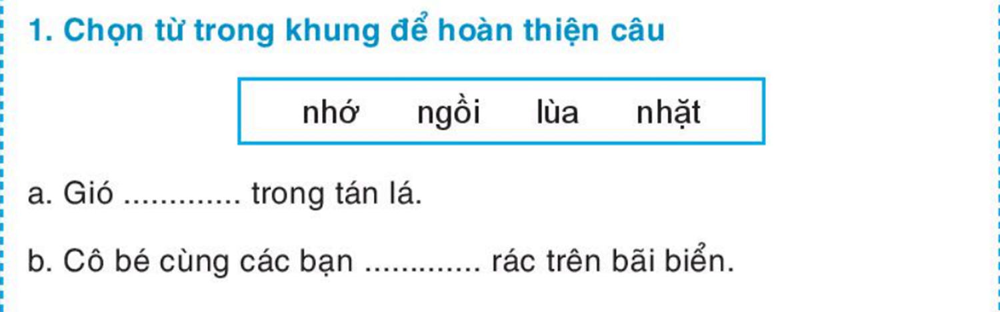 1. Chọn từ trong khung để hoàn thiện câu
nhớ ngồi lùa nhặt
a. Gió ............. trong tán lá.
b. Cô bé cùng các bạn ............. rác trên bãi biển.